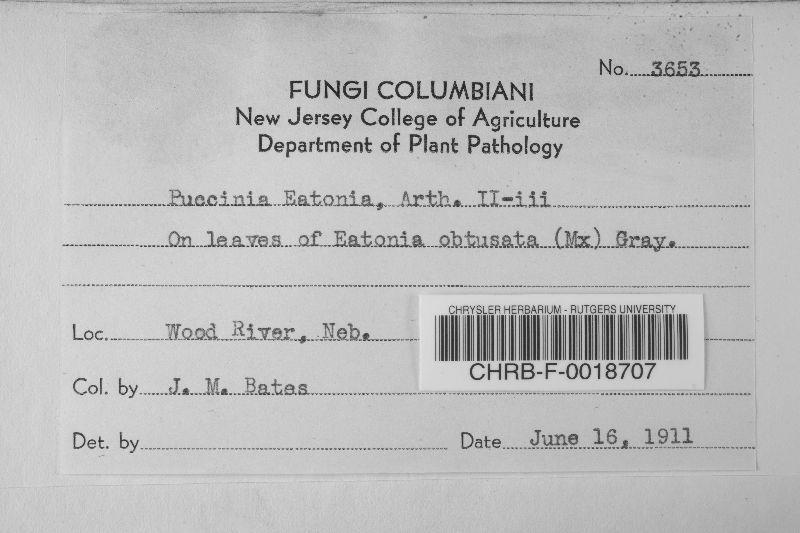 No. 3653
FUNGI COLUMBIANI
New Jersey College of Agriculture
Department of Plant Pathology
Puccinia Eatonia, Arth. II-iii
On leaves of Eatonia obtusata (Mx) Gray.
Loc. Wood River, Neb.
CHRYSLER HERBARIUM - RUTGERS UNIVERSITY
CHRB-F-0018707
Col. by J. M. Bates
Det. by
Date June 16, 1911